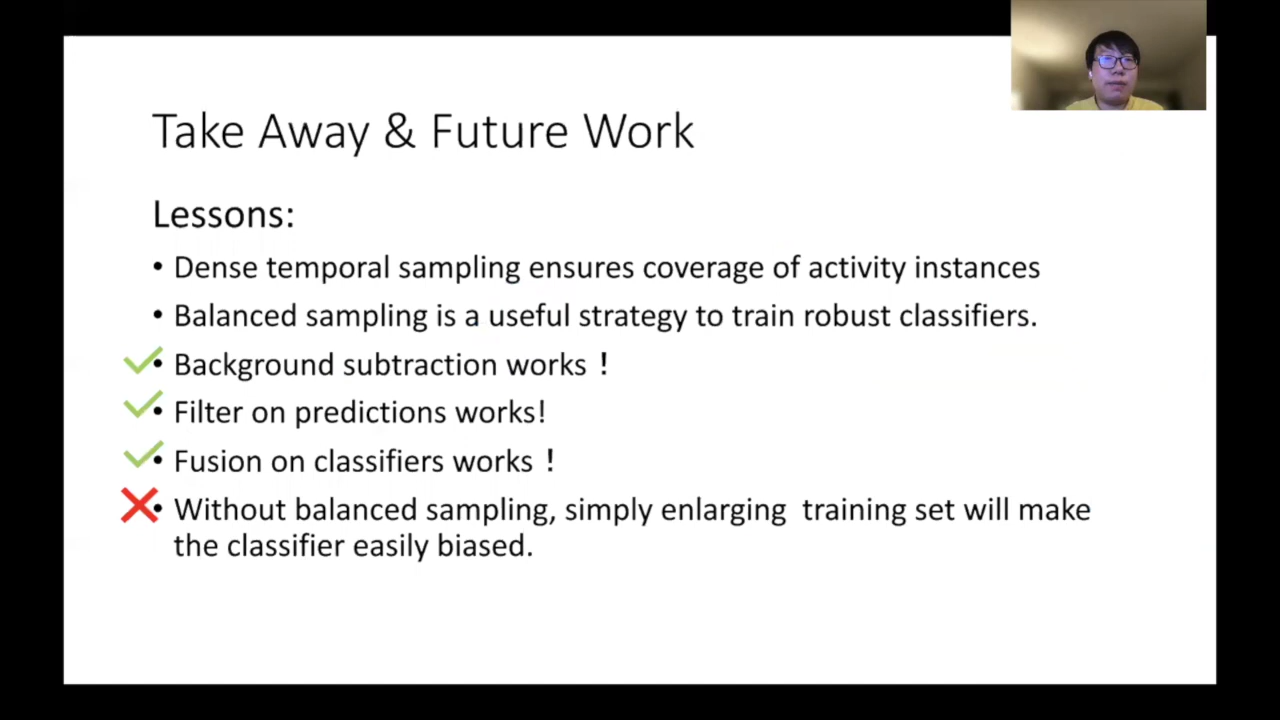 Take Away & Future Work
Lessons:
• Dense temporal sampling ensures coverage of activity instances
• Balanced sampling is a useful strategy to train robust classifiers.
• Background subtraction works！
• Filter on predictions works!
• Fusion on classifiers works！
• Without balanced sampling, simply enlarging  training set will make
the classifier easily biased.